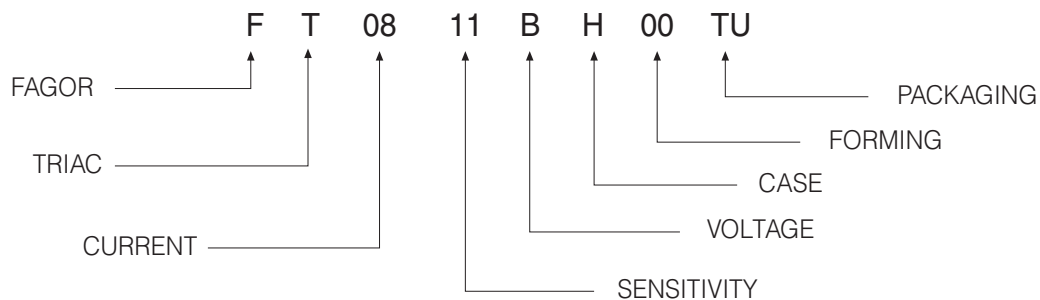 F T 08 11 B H 00 TU
FAGOR
PACKAGING
FORMING
TRIAC
CASE
VOLTAGE
CURRENT
SENSITIVITY